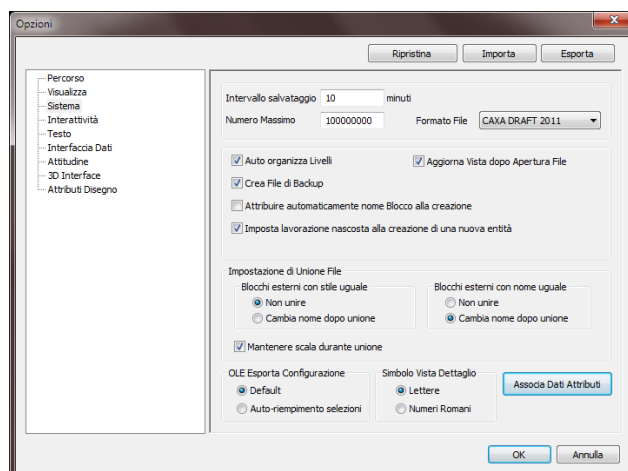 Opzioni
Ripristina Importa Esporta
Percorso
Visualizza
Sistema
Interattività
Testo
Interfaccia Dati
Attitudine
3D Interface
Attributi Disegno
Intervallo salvataggio 10 minuti
Numero Massimo 100000000 Formato File CAXA DRAFT 2011
Auto organizza Livelli Aggiorna Vista dopo Apertura File
Crea File di Backup
Attribuire automaticamente nome Blocco alla creazione
Imposta lavorazione nascosta alla creazione di una nuova entità
Impostazione di Unione File
Blocchi esterni con stile uguale Blocchi esterni con nome uguale
Non unire Non unire
Cambia nome dopo unione Cambia nome dopo unione
Mantenere scala durante unione
OLE Esporta Configurazione Simbolo Vista Dettaglio
Default Lettere Associa Dati Attributi
Auto-riempimento selezioni Numeri Romani
OK Annulla